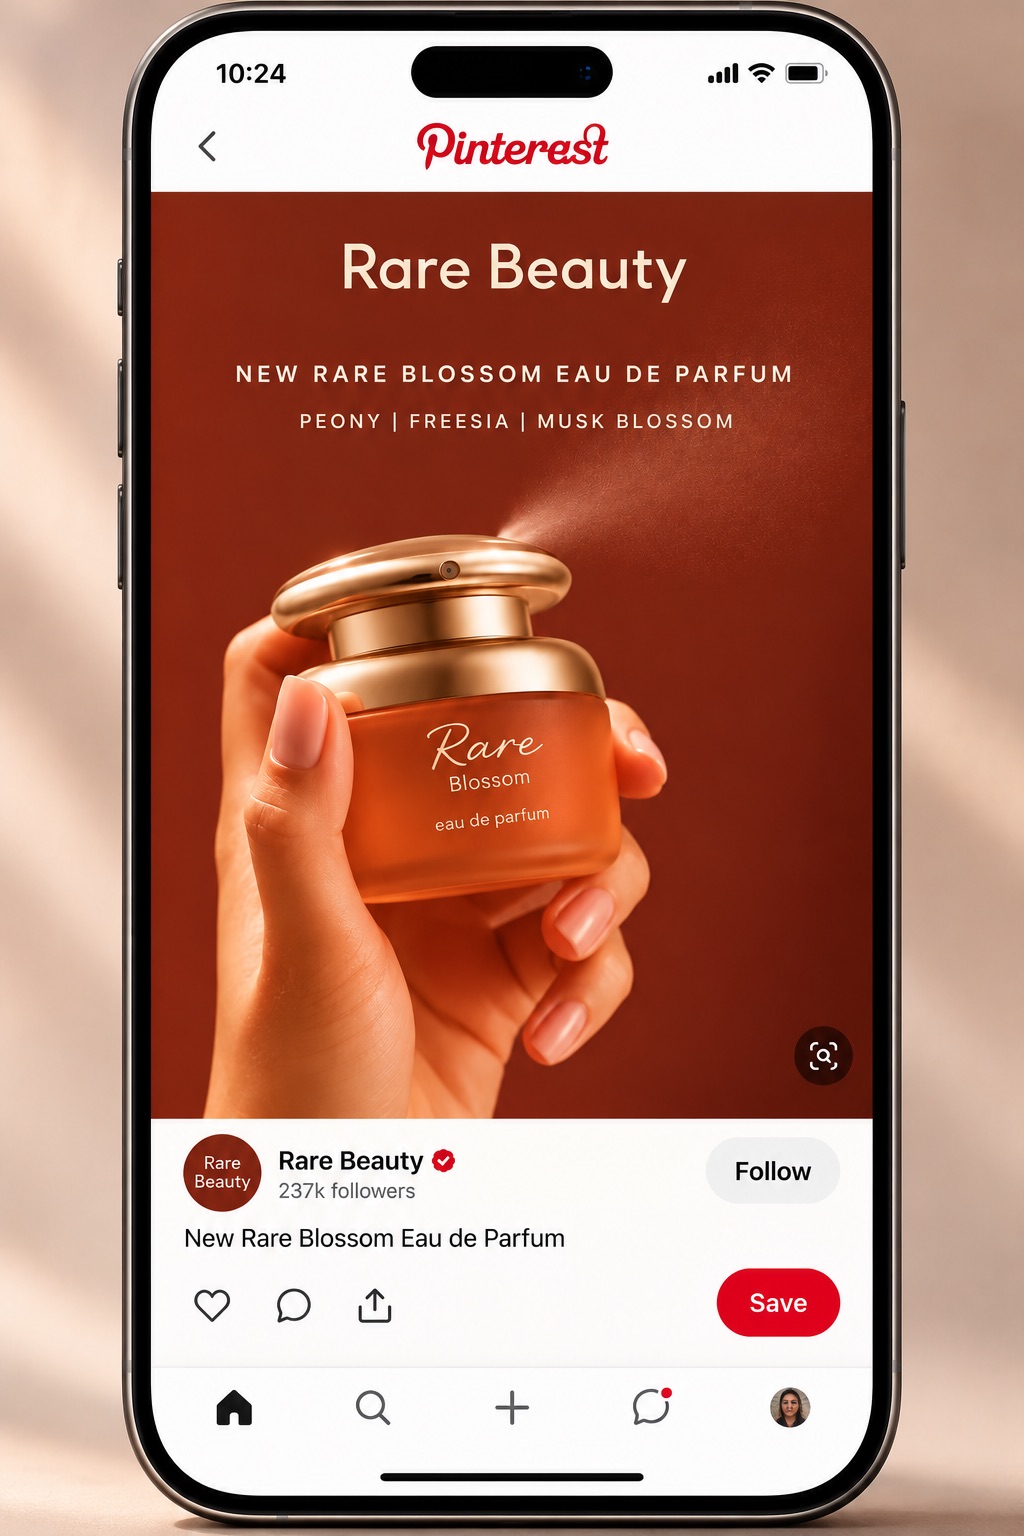 10:24
Pinterest
Rare Beauty
NEW RARE BLOSSOM EAU DE PARFUM
PEONY | FREESIA | MUSK BLOSSOM
Rare
Blossom
eau de parfum
Rare
Beauty
Rare Beauty
237k followers
Follow
New Rare Blossom Eau de Parfum
Save